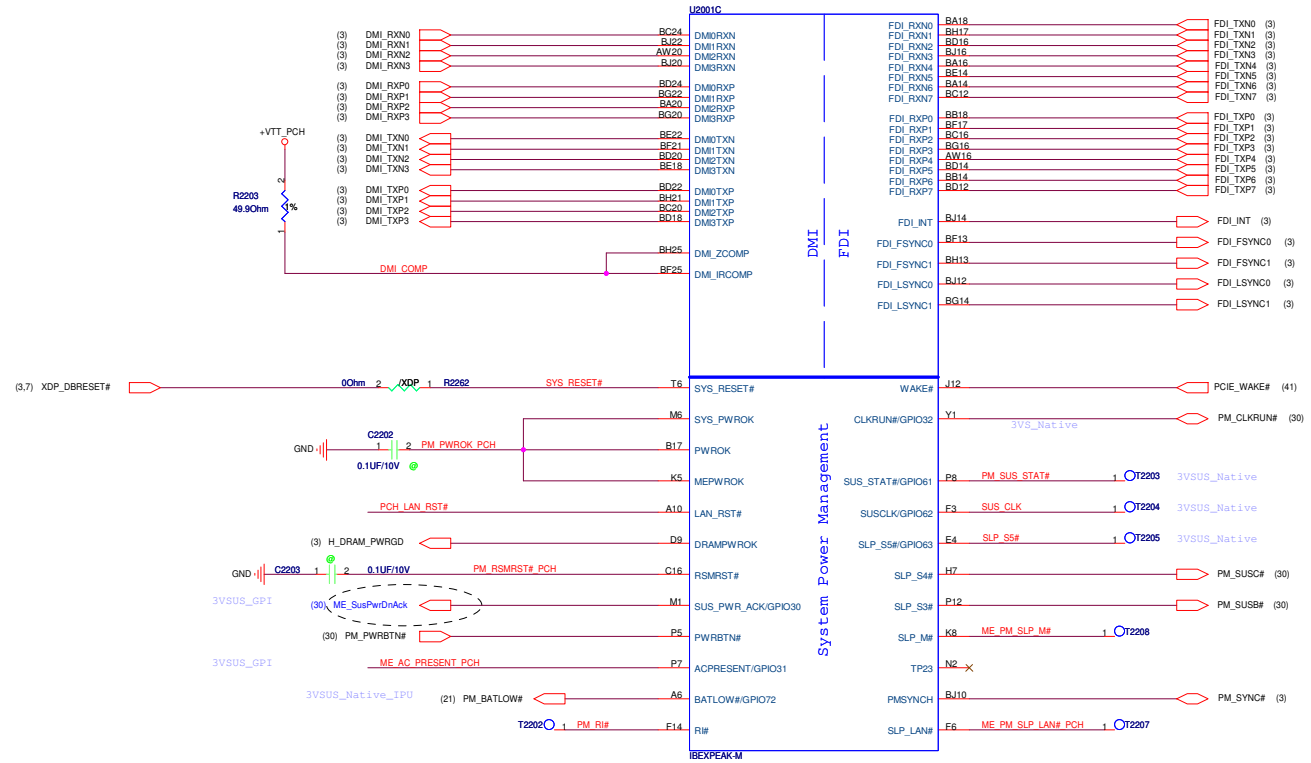 U2001C
(3) DMI_RXN0 BC24 DMI0RXN FDI_RXN0 BA18 FDI_TXN0 (3)
(3) DMI_RXN1 BJ22 DMI1RXN FDI_RXN1 BH17 FDI_TXN1 (3)
(3) DMI_RXN2 AW20 DMI2RXN FDI_RXN2 BD16 FDI_TXN2 (3)
(3) DMI_RXN3 BJ20 DMI3RXN FDI_RXN3 BJ16 FDI_TXN3 (3)
FDI_RXN4 BA16 FDI_TXN4 (3)
FDI_RXN5 BE14 FDI_TXN5 (3)
(3) DMI_RXP0 BD24 DMI0RXP FDI_RXN6 BA14 FDI_TXN6 (3)
(3) DMI_RXP1 BG22 DMI1RXP FDI_RXN7 BC12 FDI_TXN7 (3)
(3) DMI_RXP2 BA20 DMI2RXP
(3) DMI_RXP3 BG20 DMI3RXP FDI_RXP0 BB18 FDI_TXP0 (3)
FDI_RXP1 BF17 FDI_TXP1 (3)
+VTT_PCH
(3) DMI_TXN0 BE22 DMI0TXN FDI_RXP2 BC16 FDI_TXP2 (3)
(3) DMI_TXN1 BF21 DMI1TXN FDI_RXP3 BG16 FDI_TXP3 (3)
(3) DMI_TXN2 BD20 DMI2TXN FDI_RXP4 AW16 FDI_TXP4 (3)
(3) DMI_TXN3 BE18 DMI3TXN FDI_RXP5 BD14 FDI_TXP5 (3)
FDI_RXP6 BB14 FDI_TXP6 (3)
2
(3) DMI_TXP0 BD22 DMI0TXP FDI_RXP7 BD12 FDI_TXP7 (3)
R2203
(3) DMI_TXP1 BH21 DMI1TXP
49.9Ohm 1%
(3) DMI_TXP2 BC20 DMI2TXP
(3) DMI_TXP3 BD18 DMI3TXP FDI_INT BJ14 FDI_INT (3)
1
DMI
FDI
FDI_FSYNC0 BF13 FDI_FSYNC0 (3)
BH25 DMI_ZCOMP
FDI_FSYNC1 BH13 FDI_FSYNC1 (3)
DMI_COMP BF25 DMI_IRCOMP
FDI_LSYNC0 BJ12 FDI_LSYNC0 (3)
FDI_LSYNC1 BG14 FDI_LSYNC1 (3)
(3,7) XDP_DBRESET# 0Ohm 2 /XDP 1 R2262 SYS_RESET# T6 SYS_RESET# WAKE# J12 PCIE_WAKE# (41)
M6 SYS_PWROK CLKRUN#/GPIO32 Y1 PM_CLKRUN# (30)
3VS_Native
C2202
GND 1 2 PM_PWROK_PCH B17 PWROK
0.1UF/10V @
System Power Management
K5 MEPWROK SUS_STAT#/GPIO61 P8 PM_SUS_STAT# 1 T2203 3VSUS_Native
PCH_LAN_RST# A10 LAN_RST# SUSCLK/GPIO62 F3 SUS_CLK 1 T2204 3VSUS_Native
(3) H_DRAM_PWRGD D9 DRAMPWROK SLP_S5#/GPIO63 E4 SLP_S5# 1 T2205 3VSUS_Native
@
GND C2203 1 2 0.1UF/10V PM_RSMRST#_PCH C16 RSMRST# SLP_S4# H7 PM_SUSC# (30)
3VSUS_GPI
(30) ME_SusPwrDnAck M1 SUS_PWR_ACK/GPIO30 SLP_S3# P12 PM_SUSB# (30)
(30) PM_PWRBTN# P5 PWRBTN# SLP_M# K8 ME_PM_SLP_M# 1 T2208
3VSUS_GPI ME_AC_PRESENT_PCH P7 ACPRESENT/GPIO31 TP23 N2
3VSUS_Native_IPU
(21) PM_BATLOW# A6 BATLOW#/GPIO72 PMSYNCH BJ10 PM_SYNC# (3)
T2202 1 PM_RI# F14 RI# SLP_LAN# F6 ME_PM_SLP_LAN#_PCH 1 T2207
IBEXPEAK-M